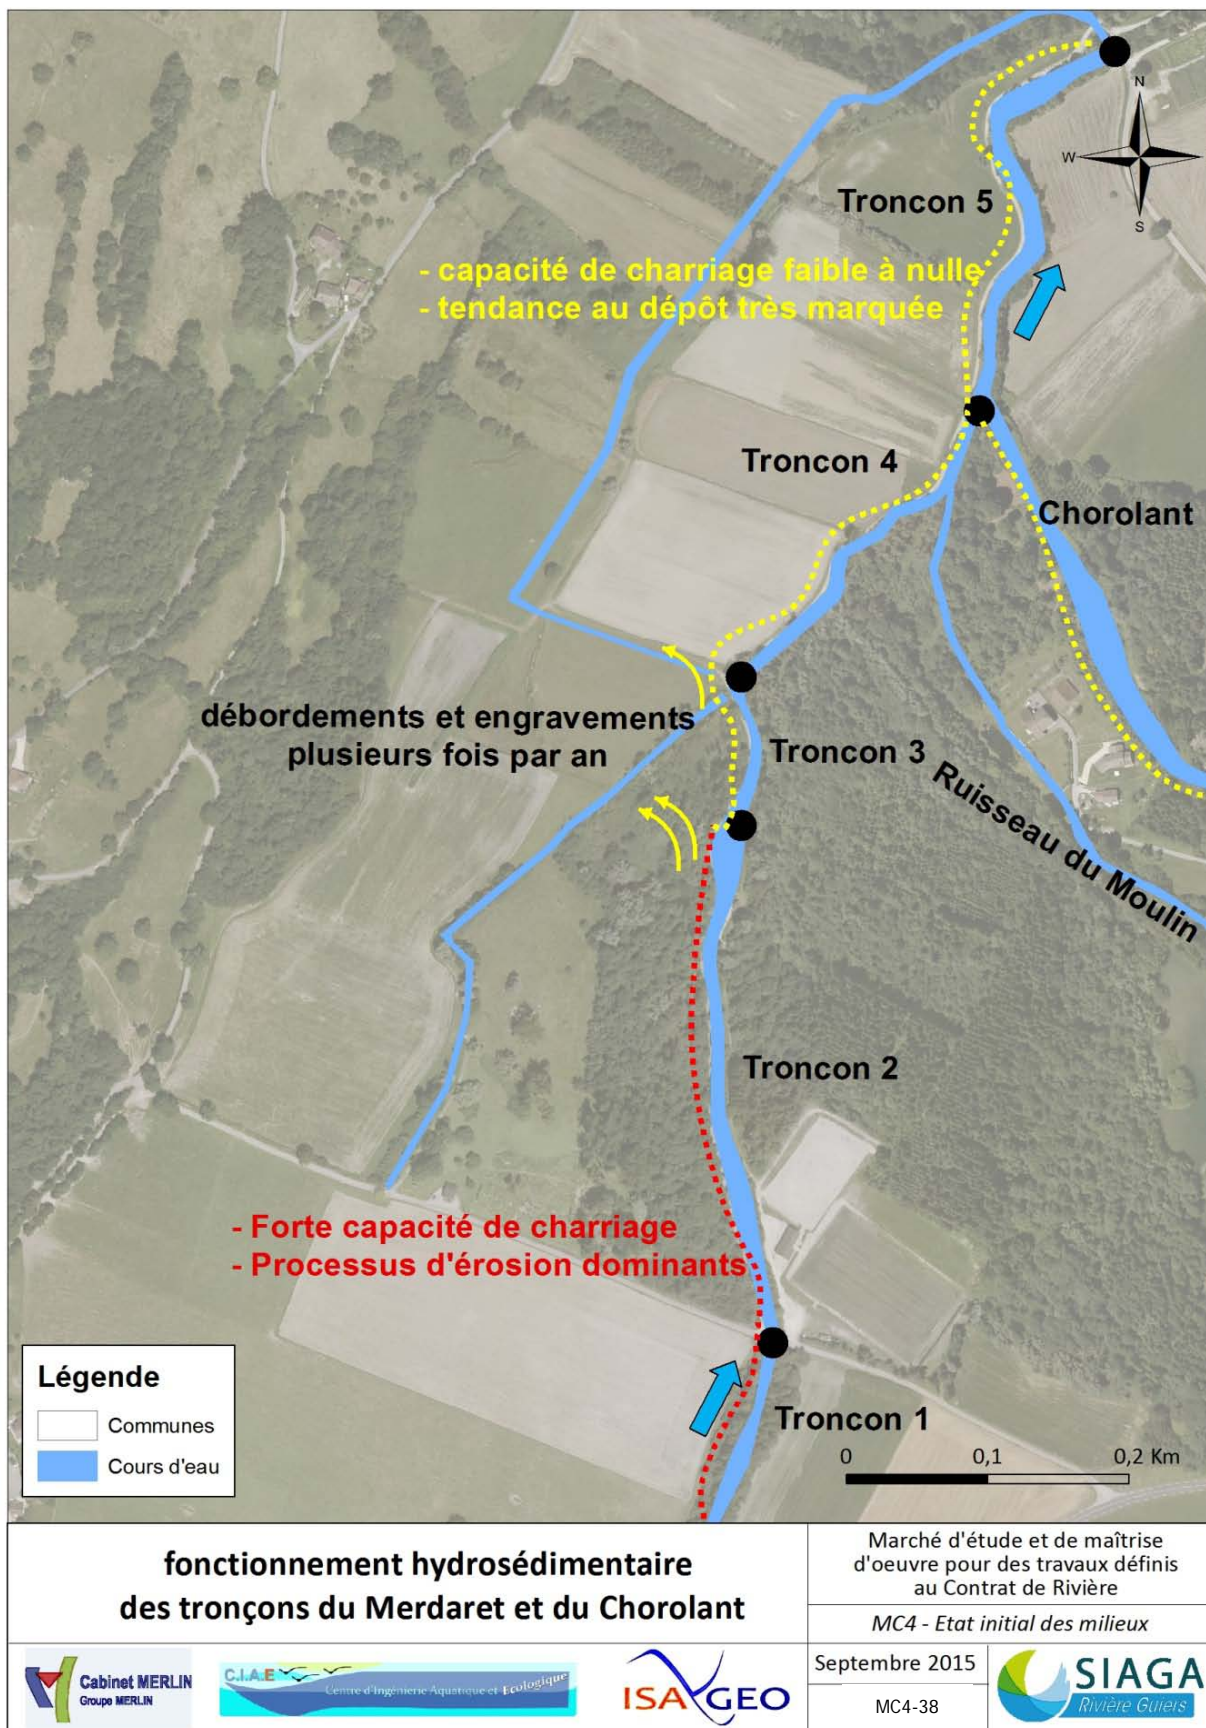 N
W
S
Troncon 5
- capacité de charriage faible à nulle
- tendance au dépôt très marquée
Troncon 4
Chorolant
débordements et engravements
plusieurs fois par an
Troncon 3
Ruisseau du Moulin
Troncon 2
- Forte capacité de charriage
- Processus d'érosion dominants
Troncon 1
Légende
Communes
Cours d'eau
0 0,1 0,2 Km
fonctionnement hydrosédimentaire
des tronçons du Merdaret et du Chorolant
Marché d'étude et de maîtrise
d'oeuvre pour des travaux définis
au Contrat de Rivière
MC4 - Etat initial des milieux
Cabinet MERLIN
Groupe MERLIN
C.I.A.E
Centre d'Ingénierie Aquatique et Ecologique
ISA GEO
Septembre 2015
MC4-38
SIAGA
Rivière Guiers